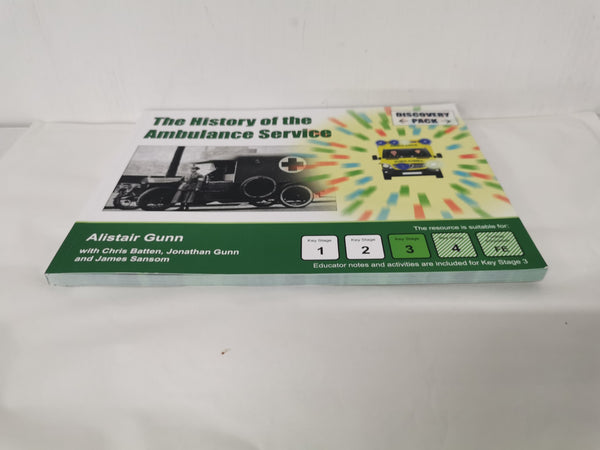 The History of the
Ambulance Service
DISCOVERY
PACK
Alistair Gunn
with Chris Batten, Jonathan Gunn
and James Sansom
The resource is suitable for:
Key Stage
1
Key Stage
2
Key Stage
3
4
Educator notes and activities are included for Key Stage 3